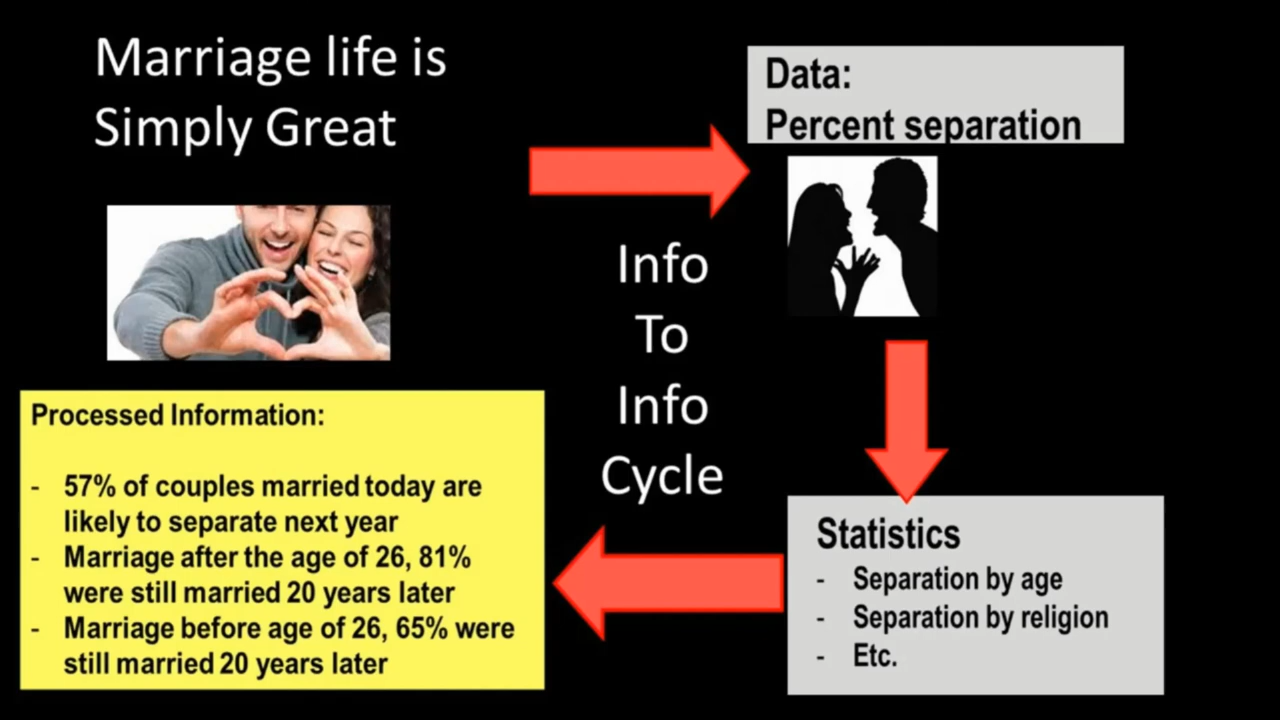 Marriage life is
Simply Great
Data:
Percent separation
Info
To
Info
Cycle
Statistics
- Separation by age
- Separation by religion
- Etc.
Processed Information:
- 57% of couples married today are
likely to separate next year
- Marriage after the age of 26, 81%
were still married 20 years later
- Marriage before age of 26, 65% were
still married 20 years later